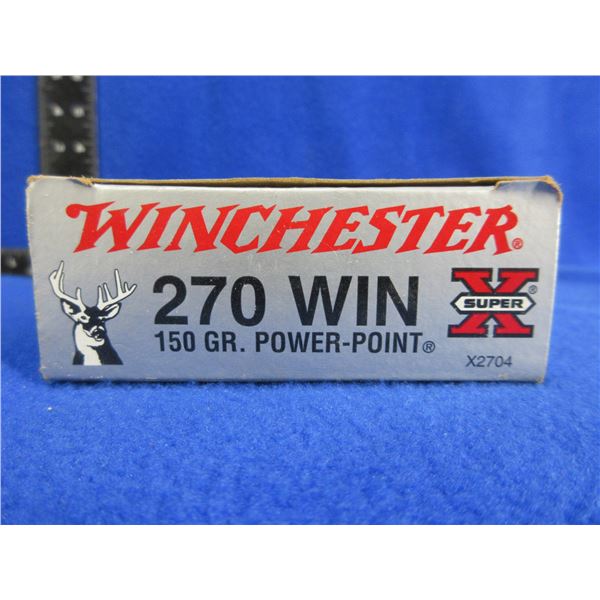 WINCHESTER®
270 WIN
150 GR. POWER-POINT®
X®
SUPER
X2704